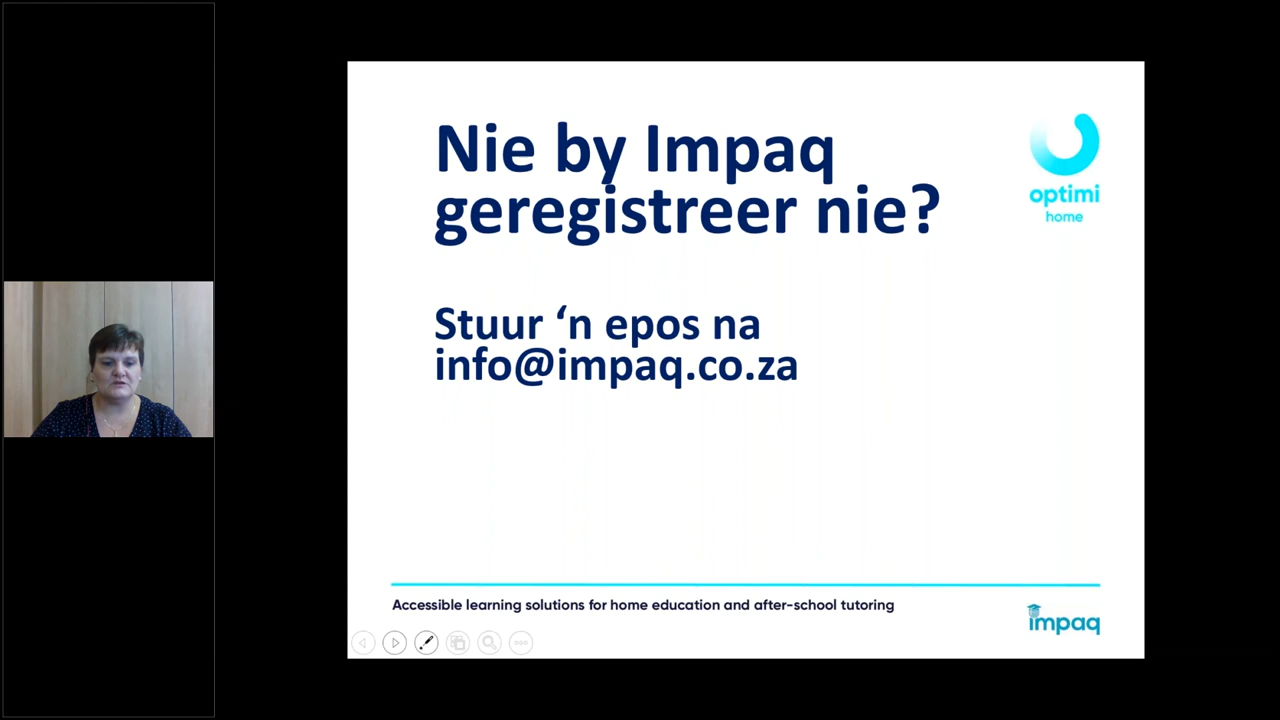 Nie by Impaq
geregistreer nie?
optimi
home
Stuur ‘n epos na
info@impaq.co.za
Accessible learning solutions for home education and after-school tutoring
impaq